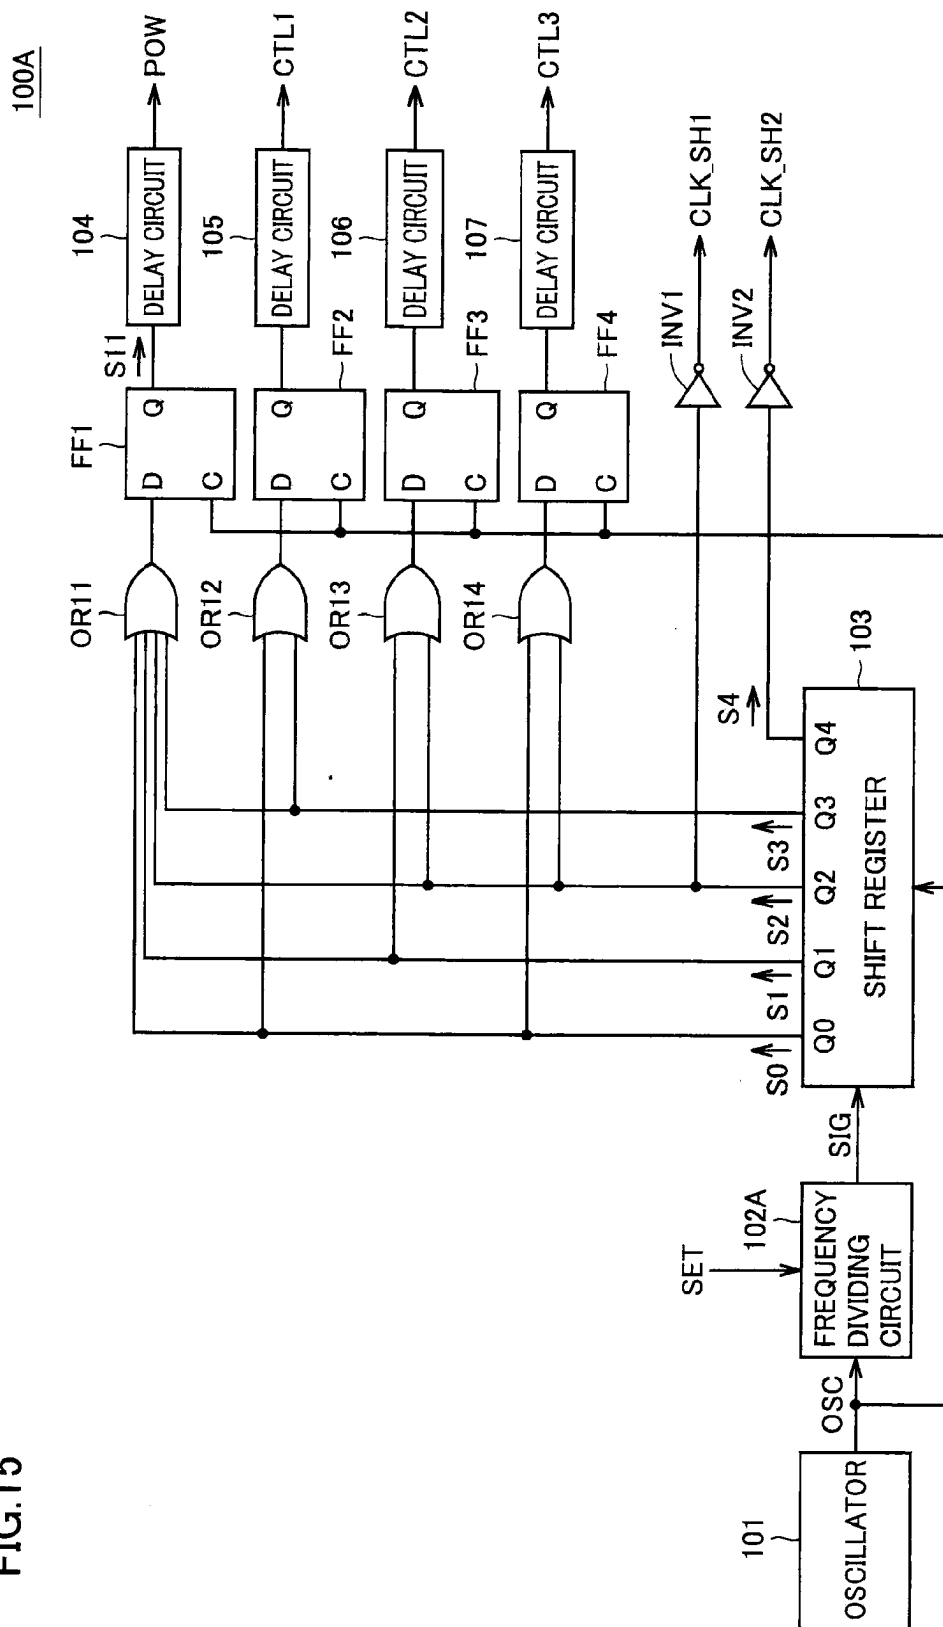 FIG.15
100A
101
OSCILLATOR
OSC
SET
102A
FREQUENCY
DIVIDING
CIRCUIT
SIG
103
SHIFT REGISTER
Q0
Q1
Q2
Q3
Q4
S0
S1
S2
S3
S4
OR11
OR12
OR13
OR14
FF1
D
Q
C
FF2
D
Q
C
FF3
D
Q
C
FF4
D
Q
C
S11
104
DELAY CIRCUIT
POW
105
DELAY CIRCUIT
CTL1
106
DELAY CIRCUIT
CTL2
107
DELAY CIRCUIT
CTL3
INV1
CLK_SH1
INV2
CLK_SH2